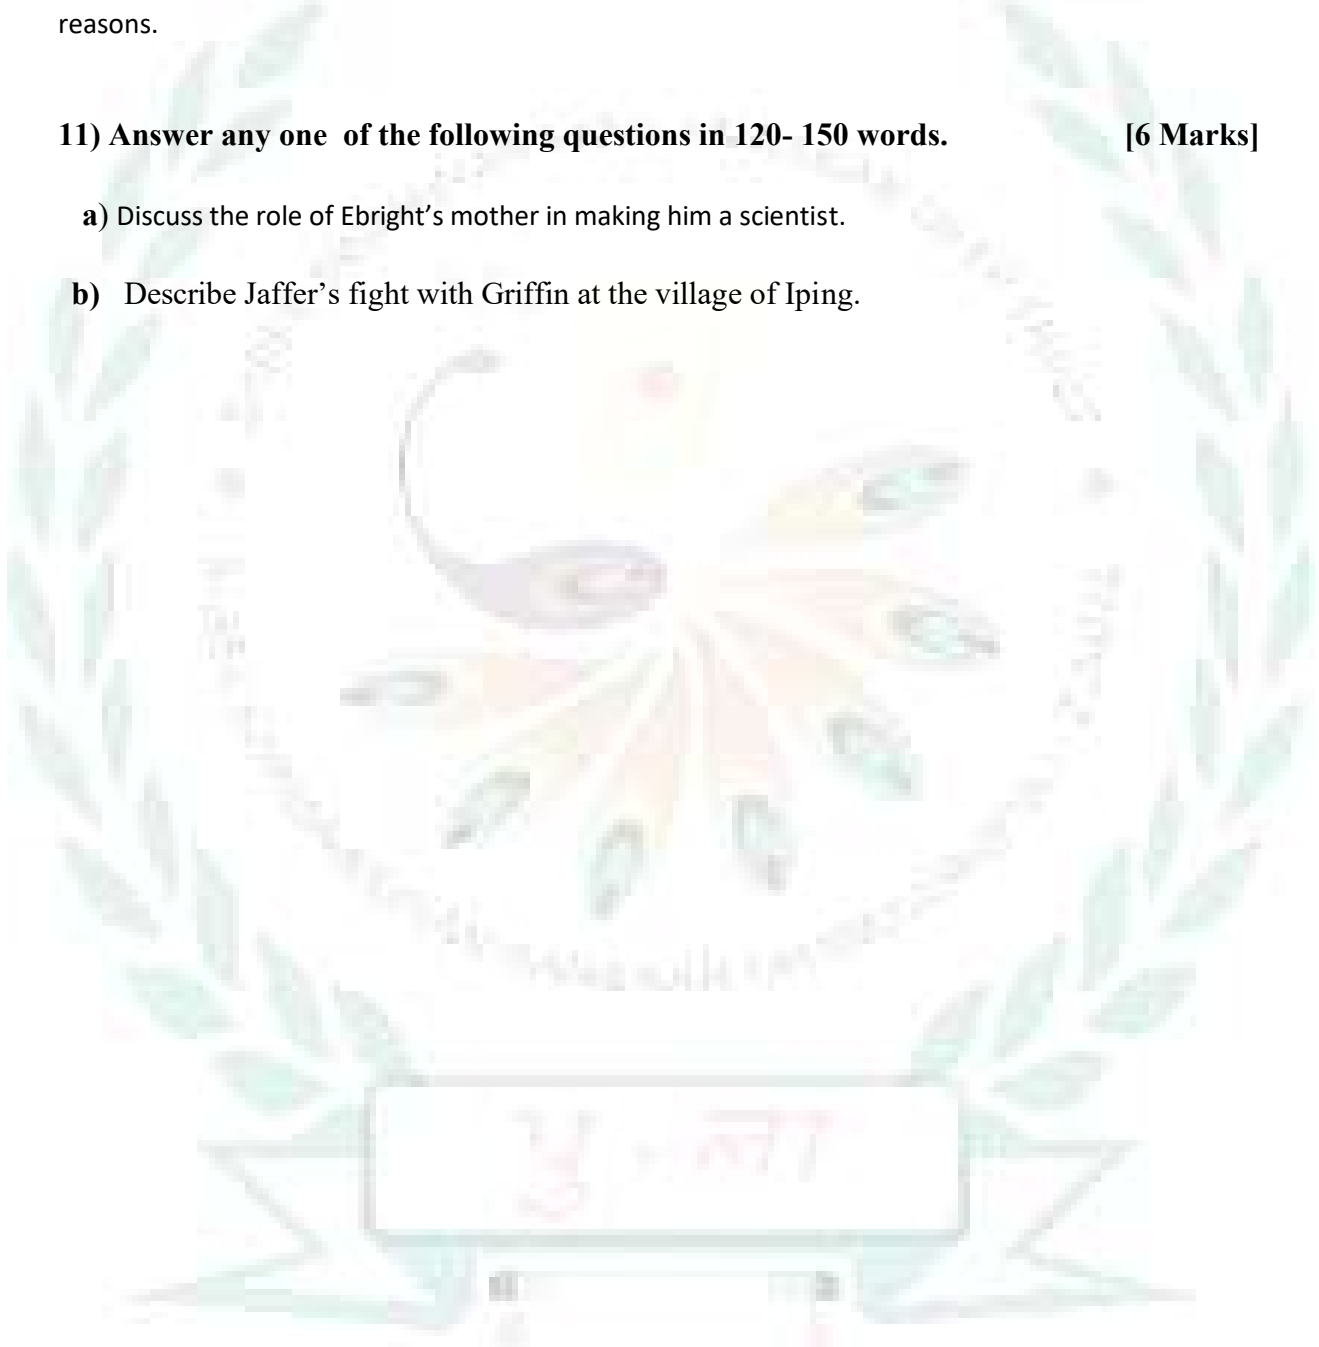 reasons.
11) Answer any one of the following questions in 120- 150 words. [6 Marks]
a) Discuss the role of Ebright’s mother in making him a scientist.
b) Describe Jaffer’s fight with Griffin at the village of Iping.